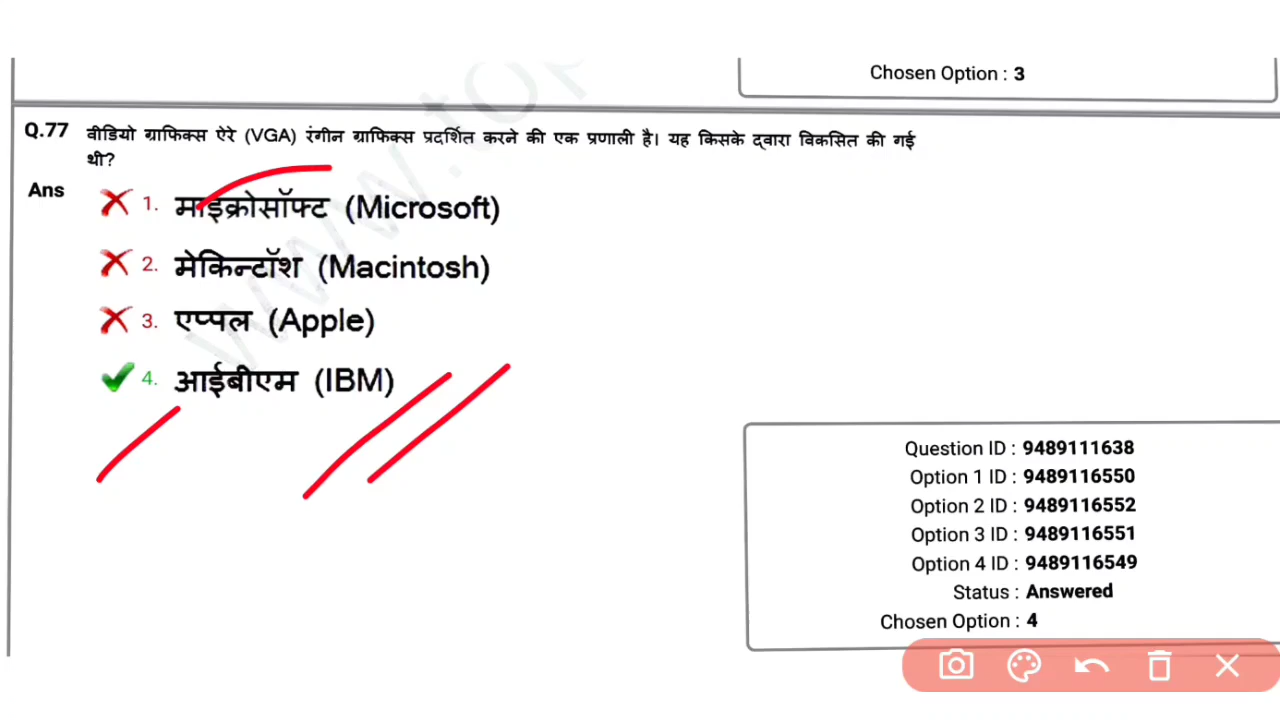 Chosen Option : 3
Q.77 वीडियो ग्राफिक्स ऐरे (VGA) रंगीन ग्राफिक्स प्रदर्शित करने की एक प्रणाली है। यह किसके द्वारा विकसित की गई
थी?
Ans
1. माइक्रोसॉफ्ट (Microsoft)
2. मेकिन्टॉश (Macintosh)
3. एप्पल (Apple)
4. आईबीएम (IBM)
Question ID : 9489111638
Option 1 ID : 9489116550
Option 2 ID : 9489116552
Option 3 ID : 9489116551
Option 4 ID : 9489116549
Status : Answered
Chosen Option : 4